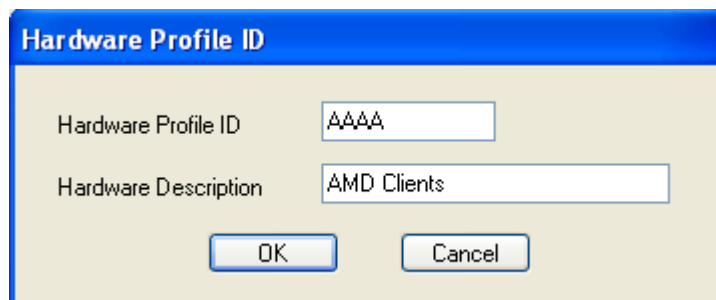 Hardware Profile ID
Hardware Profile ID AAAA
Hardware Description AMD Clients
OK Cancel